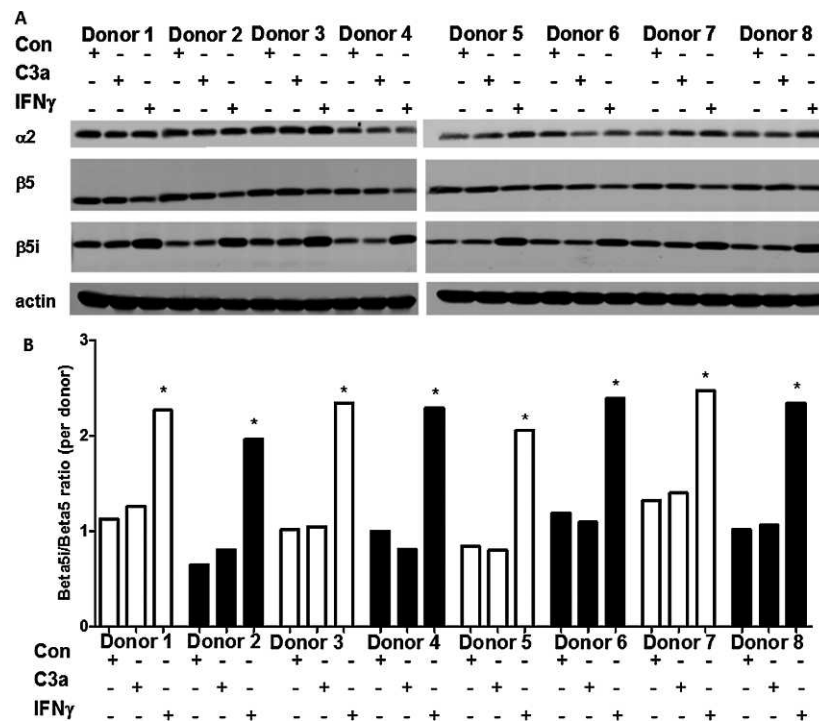 A
Donor 1 Donor 2 Donor 3 Donor 4 Donor 5 Donor 6 Donor 7 Donor 8
Con + - - + - - + - - + - - + - - + - - + - - + - -
C3a - + - - + - - + - - + - - + - - + - - + - - + -
IFNγ - - + - - + - - + - - + - - + - - + - - + - - +
α2
β5
β5i
actin
B
Beta5i/Beta5 ratio (per donor)
3
2
1
0
* * * * * * * *
Donor 1 Donor 2 Donor 3 Donor 4 Donor 5 Donor 6 Donor 7 Donor 8
Con + - - + - - + - - + - - + - - + - - + - - + - -
C3a - + - - + - - + - - + - - + - - + - - + - - + -
IFNγ - - + - - + - - + - - + - - + - - + - - + - - +